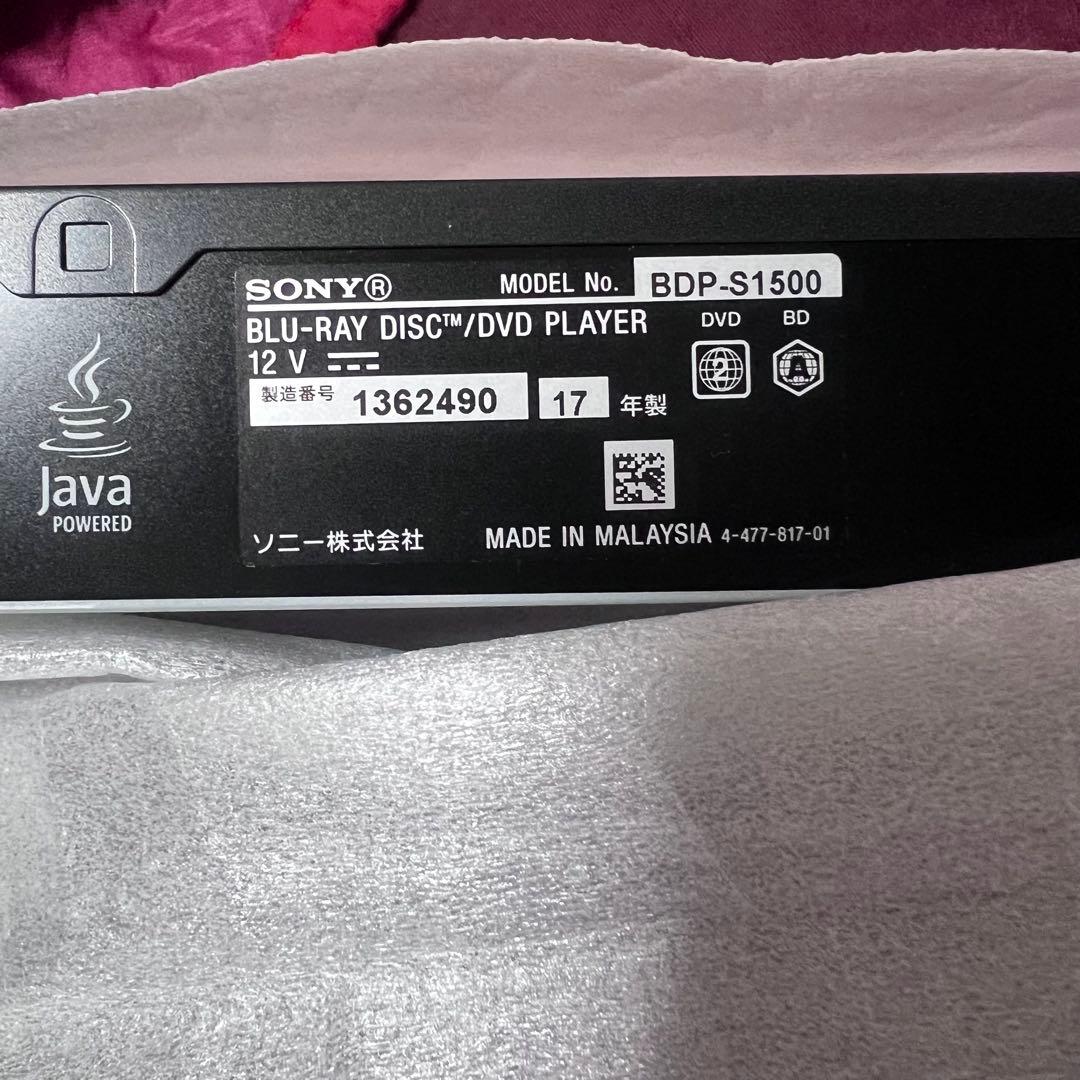 SONY® MODEL No. BDP-S1500
BLU-RAY DISC™/DVD PLAYER DVD BD
12 V 2 A
製造番号 1362490 17 年製
Java
POWERED
ソニー株式会社 MADE IN MALAYSIA 4-477-817-01